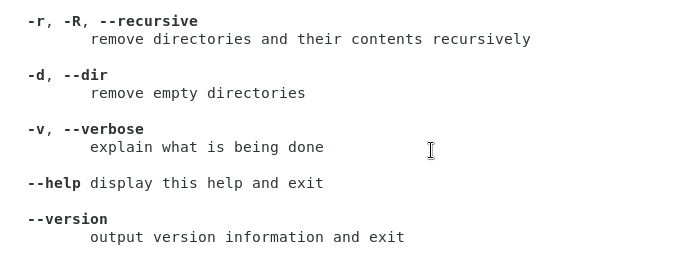 -r, -R, --recursive
remove directories and their contents recursively
-d, --dir
remove empty directories
-v, --verbose
explain what is being done
--help display this help and exit
--version
output version information and exit